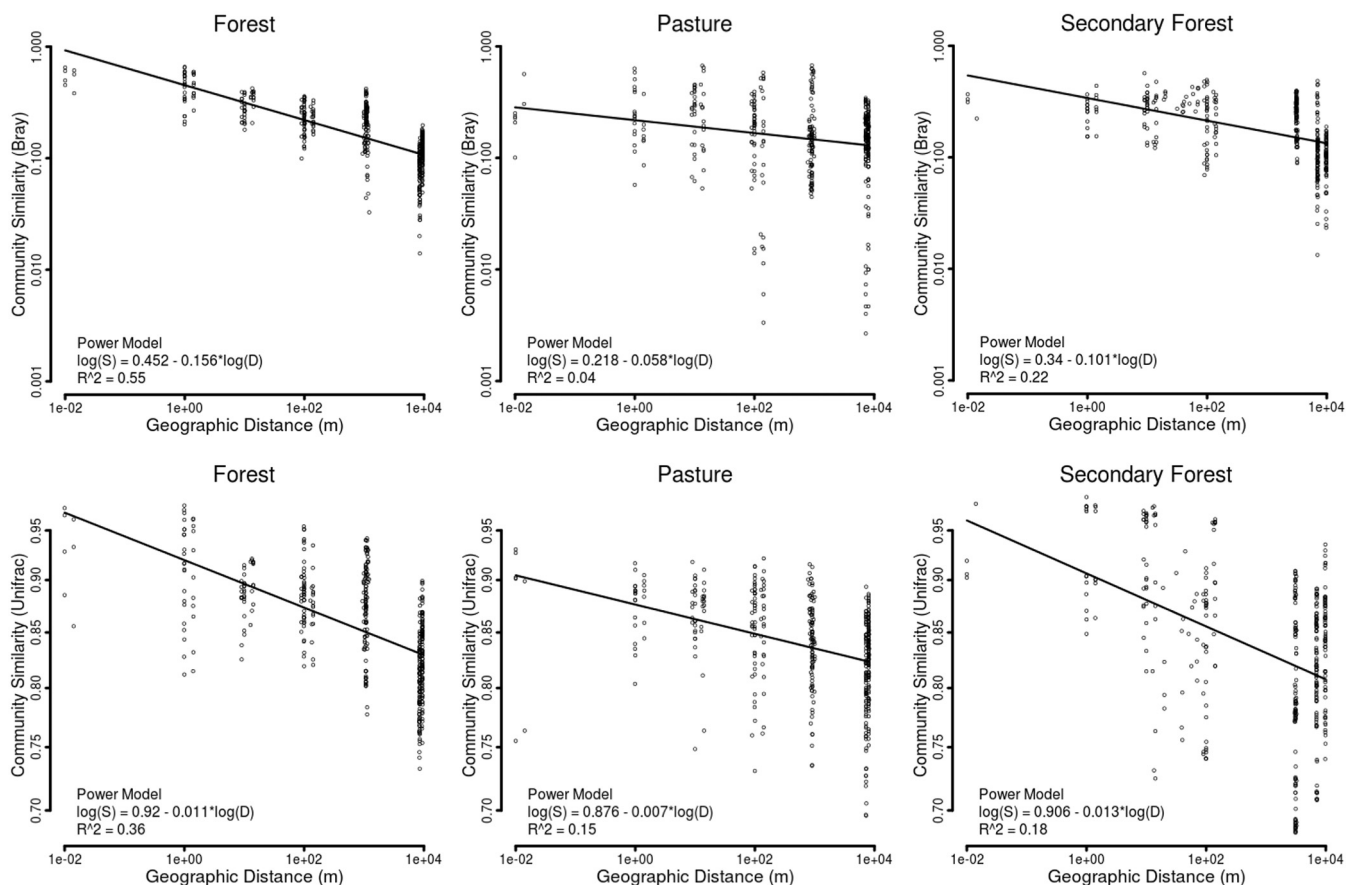 Forest
Community Similarity (Bray)
1.000
0.100
0.010
0.001
Power Model
log(S) = 0.452 - 0.156*log(D)
R^2 = 0.55
1e-02 1e+00 1e+02 1e+04
Geographic Distance (m)
Pasture
Community Similarity (Bray)
1.000
0.100
0.010
0.001
Power Model
log(S) = 0.218 - 0.058*log(D)
R^2 = 0.04
1e-02 1e+00 1e+02 1e+04
Geographic Distance (m)
Secondary Forest
Community Similarity (Bray)
1.000
0.100
0.010
0.001
Power Model
log(S) = 0.34 - 0.101*log(D)
R^2 = 0.22
1e-02 1e+00 1e+02 1e+04
Geographic Distance (m)
Forest
Community Similarity (Unifrac)
0.95
0.90
0.85
0.80
0.75
0.70
Power Model
log(S) = 0.92 - 0.011*log(D)
R^2 = 0.36
1e-02 1e+00 1e+02 1e+04
Geographic Distance (m)
Pasture
Community Similarity (Unifrac)
0.95
0.90
0.85
0.80
0.75
0.70
Power Model
log(S) = 0.876 - 0.007*log(D)
R^2 = 0.15
1e-02 1e+00 1e+02 1e+04
Geographic Distance (m)
Secondary Forest
Community Similarity (Unifrac)
0.95
0.90
0.85
0.80
0.75
0.70
Power Model
log(S) = 0.906 - 0.013*log(D)
R^2 = 0.18
1e-02 1e+00 1e+02 1e+04
Geographic Distance (m)